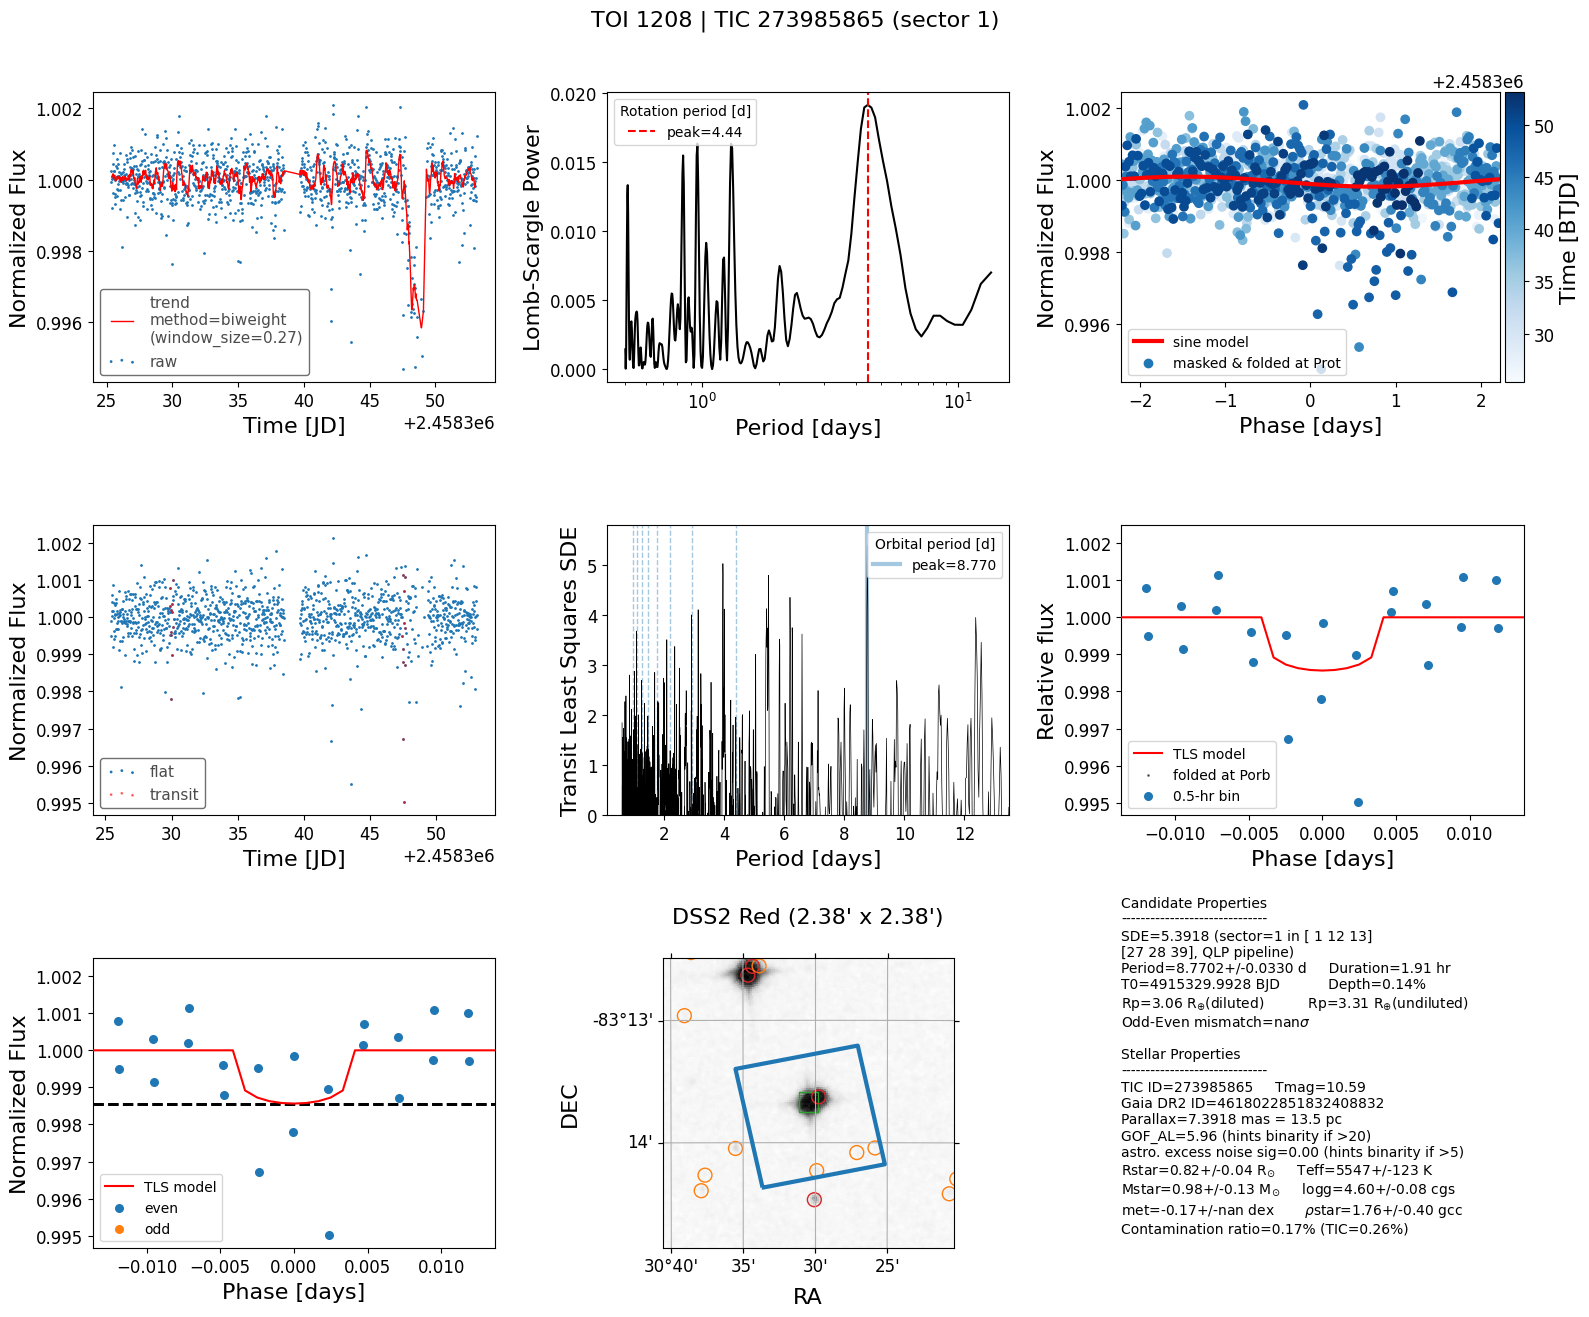 TOI 1208 | TIC 273985865 (sector 1)
Normalized Flux
1.002
1.000
0.998
0.996
trend
method=biweight
(window_size=0.27)
raw
25 30 35 40 45 50
Time [JD]
+2.4583e6
Lomb-Scargle Power
0.020
0.015
0.010
0.005
0.000
Rotation period [d]
peak=4.44
10⁰ 10¹
Period [days]
+2.4583e6
Normalized Flux
1.002
1.000
0.998
0.996
sine model
masked & folded at Prot
−2 −1 0 1 2
Phase [days]
50
45
40
35
30
Time [BTJD]
Normalized Flux
1.002
1.001
1.000
0.999
0.998
0.997
0.996
0.995
flat
transit
25 30 35 40 45 50
Time [JD]
+2.4583e6
Transit Least Squares SDE
5
4
3
2
1
0
Orbital period [d]
peak=8.770
2 4 6 8 10 12
Period [days]
Relative flux
1.002
1.001
1.000
0.999
0.998
0.997
0.996
0.995
TLS model
folded at Porb
0.5-hr bin
−0.010 −0.005 0.000 0.005 0.010
Phase [days]
Normalized Flux
1.002
1.001
1.000
0.999
0.998
0.997
0.996
0.995
TLS model
even
odd
−0.010 −0.005 0.000 0.005 0.010
Phase [days]
DSS2 Red (2.38' x 2.38')
DEC
-83°13'
14'
30°40' 35' 30' 25'
RA
Candidate Properties
------------------------------
SDE=5.3918 (sector=1 in [ 1 12 13]
[27 28 39], QLP pipeline)
Period=8.7702+/-0.0330 d Duration=1.91 hr
T0=4915329.9928 BJD Depth=0.14%
Rp=3.06 R⊕(diluted) Rp=3.31 R⊕(undiluted)
Odd-Even mismatch=nanσ
Stellar Properties
------------------------------
TIC ID=273985865 Tmag=10.59
Gaia DR2 ID=4618022851832408832
Parallax=7.3918 mas = 13.5 pc
GOF_AL=5.96 (hints binarity if >20)
astro. excess noise sig=0.00 (hints binarity if >5)
Rstar=0.82+/-0.04 R☉ Teff=5547+/-123 K
Mstar=0.98+/-0.13 M☉ logg=4.60+/-0.08 cgs
met=-0.17+/-nan dex ρstar=1.76+/-0.40 gcc
Contamination ratio=0.17% (TIC=0.26%)